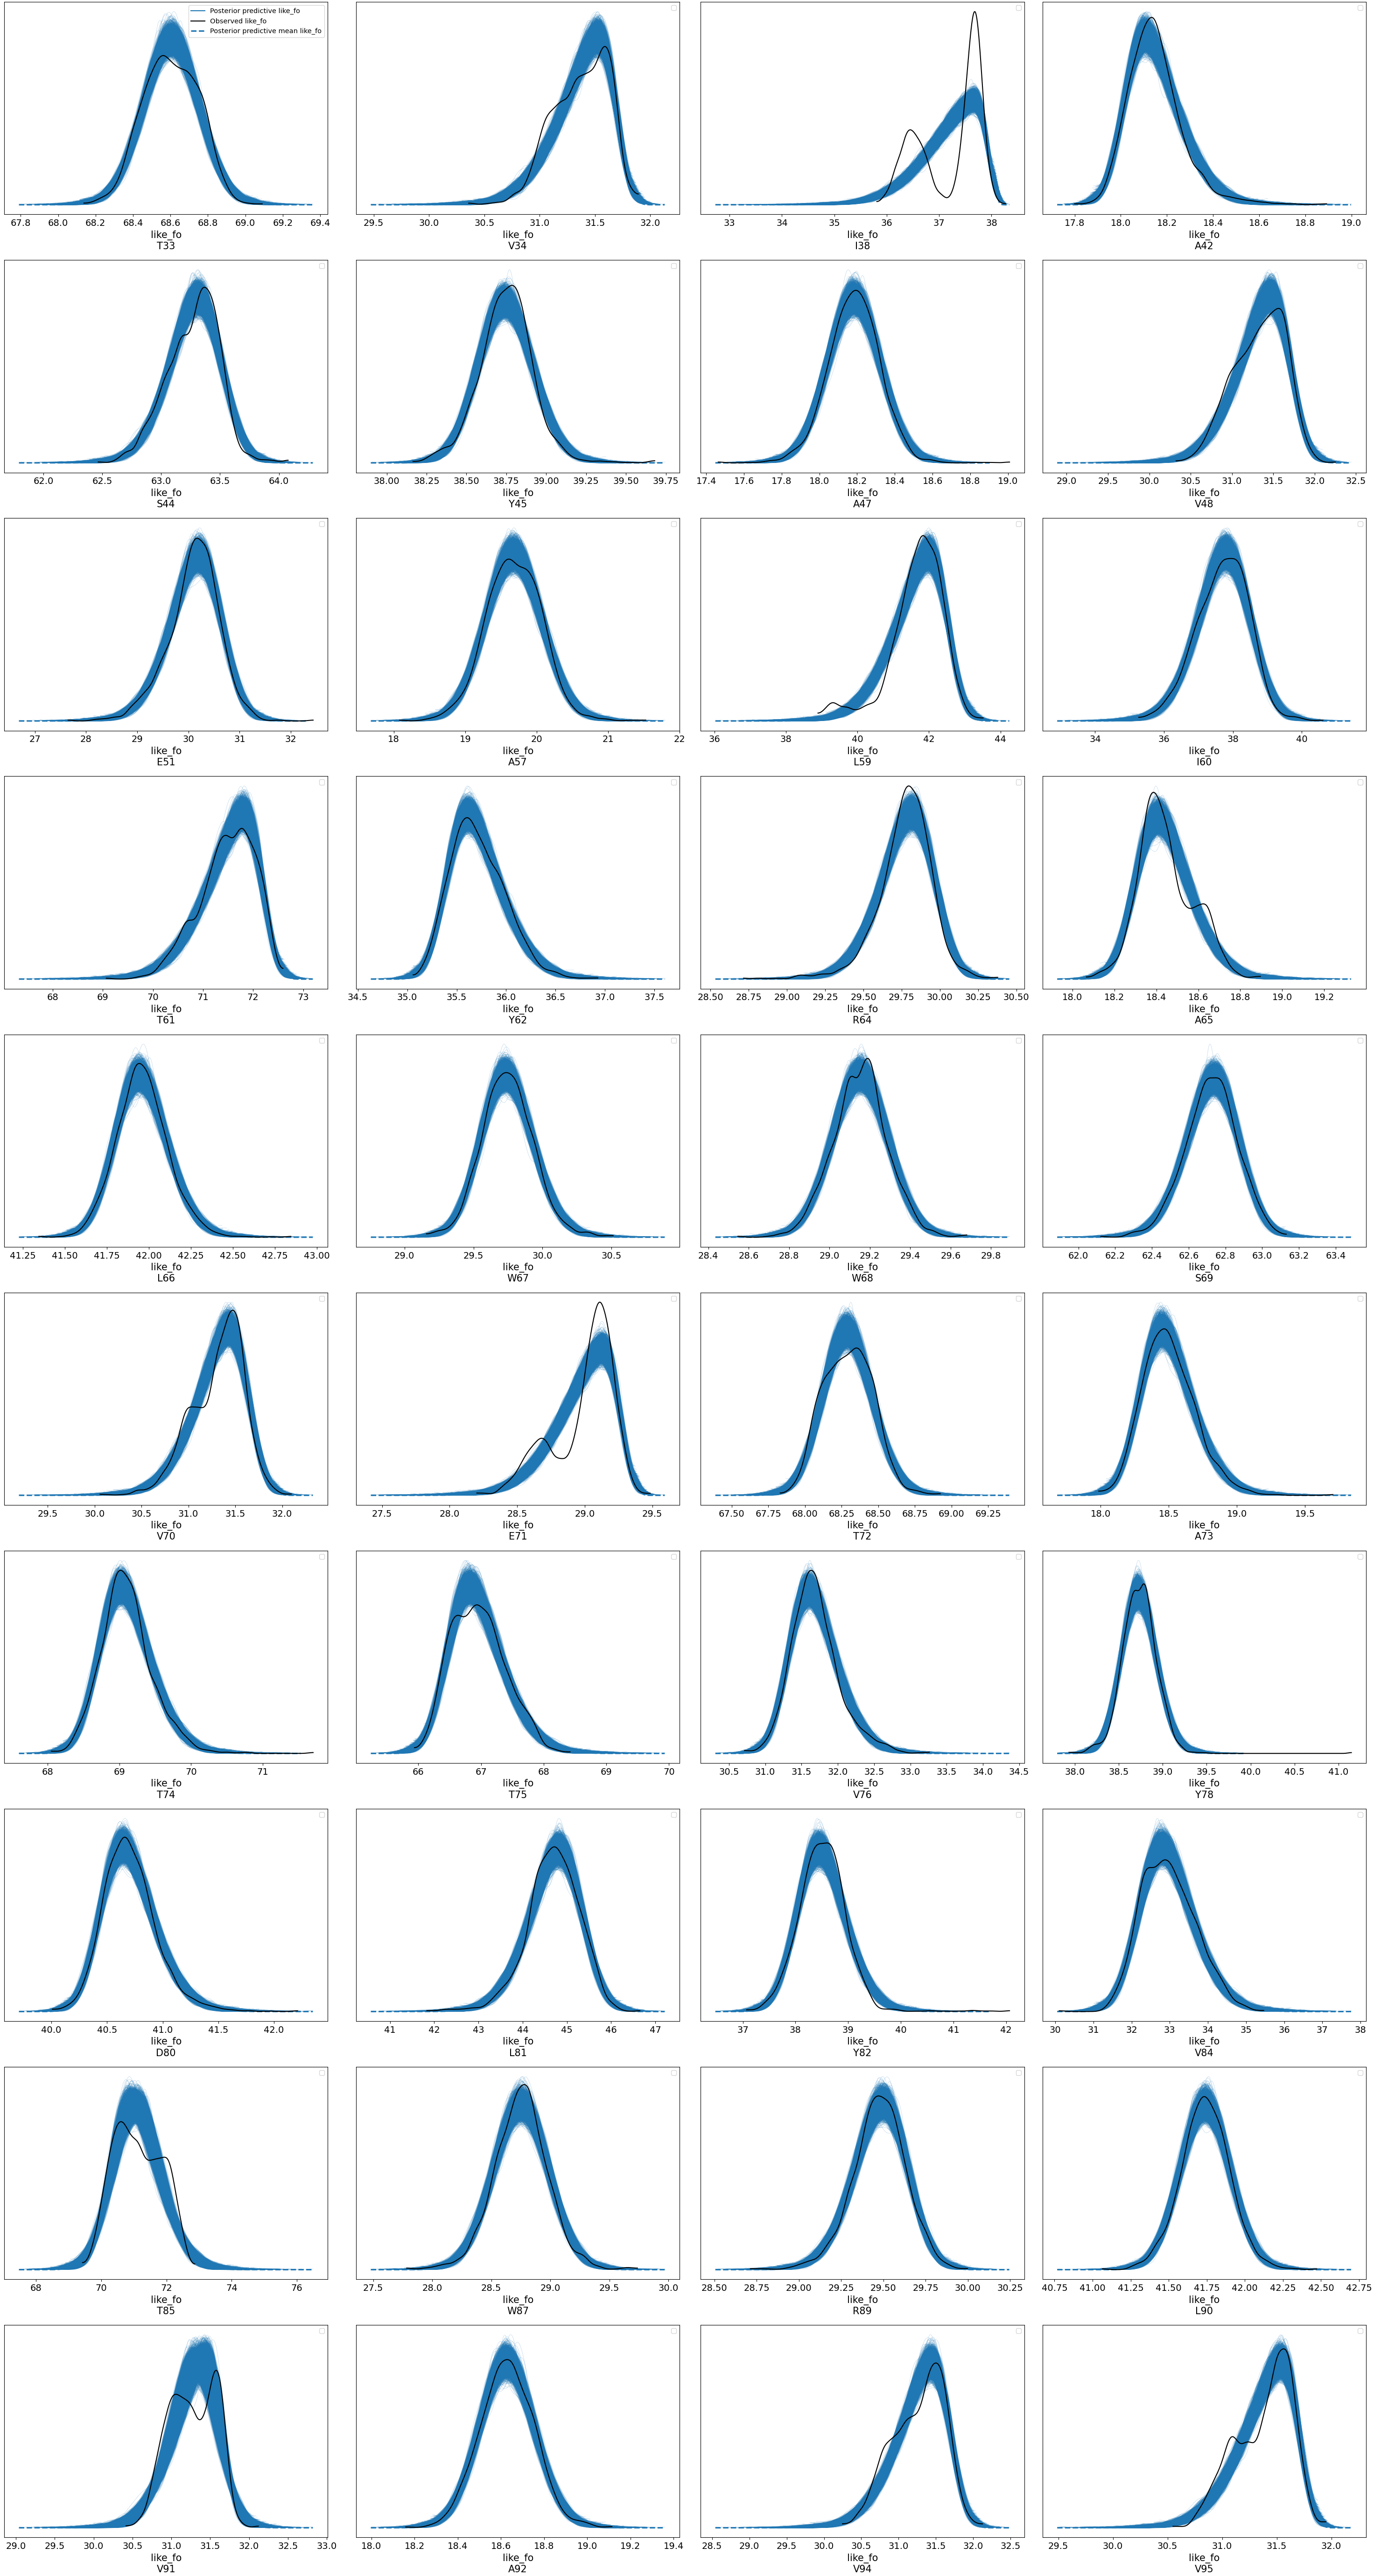 Posterior predictive like_fo
Observed like_fo
Posterior predictive mean like_fo
67.8 68.0 68.2 68.4 68.6 68.8 69.0 69.2 69.4
like_fo
T33
29.5 30.0 30.5 31.0 31.5 32.0
like_fo
V34
33 34 35 36 37 38
like_fo
I38
17.8 18.0 18.2 18.4 18.6 18.8 19.0
like_fo
A42
62.0 62.5 63.0 63.5 64.0
like_fo
S44
38.00 38.25 38.50 38.75 39.00 39.25 39.50 39.75
like_fo
Y45
17.4 17.6 17.8 18.0 18.2 18.4 18.6 18.8 19.0
like_fo
A47
29.0 29.5 30.0 30.5 31.0 31.5 32.0 32.5
like_fo
V48
27 28 29 30 31 32
like_fo
E51
18 19 20 21 22
like_fo
A57
36 38 40 42 44
like_fo
L59
34 36 38 40
like_fo
I60
68 69 70 71 72 73
like_fo
T61
34.5 35.0 35.5 36.0 36.5 37.0 37.5
like_fo
Y62
28.50 28.75 29.00 29.25 29.50 29.75 30.00 30.25 30.50
like_fo
R64
18.0 18.2 18.4 18.6 18.8 19.0 19.2
like_fo
A65
41.25 41.50 41.75 42.00 42.25 42.50 42.75 43.00
like_fo
L66
29.0 29.5 30.0 30.5
like_fo
W67
28.4 28.6 28.8 29.0 29.2 29.4 29.6 29.8
like_fo
W68
62.0 62.2 62.4 62.6 62.8 63.0 63.2 63.4
like_fo
S69
29.5 30.0 30.5 31.0 31.5 32.0
like_fo
V70
27.5 28.0 28.5 29.0 29.5
like_fo
E71
67.50 67.75 68.00 68.25 68.50 68.75 69.00 69.25
like_fo
T72
18.0 18.5 19.0 19.5
like_fo
A73
68 69 70 71
like_fo
T74
66 67 68 69 70
like_fo
T75
30.5 31.0 31.5 32.0 32.5 33.0 33.5 34.0 34.5
like_fo
V76
38.0 38.5 39.0 39.5 40.0 40.5 41.0
like_fo
Y78
40.0 40.5 41.0 41.5 42.0
like_fo
D80
41 42 43 44 45 46 47
like_fo
L81
37 38 39 40 41 42
like_fo
Y82
30 31 32 33 34 35 36 37 38
like_fo
V84
68 70 72 74 76
like_fo
T85
27.5 28.0 28.5 29.0 29.5 30.0
like_fo
W87
28.50 28.75 29.00 29.25 29.50 29.75 30.00 30.25
like_fo
R89
40.75 41.00 41.25 41.50 41.75 42.00 42.25 42.50 42.75
like_fo
L90
29.0 29.5 30.0 30.5 31.0 31.5 32.0 32.5 33.0
like_fo
V91
18.0 18.2 18.4 18.6 18.8 19.0 19.2 19.4
like_fo
A92
28.5 29.0 29.5 30.0 30.5 31.0 31.5 32.0 32.5
like_fo
V94
29.5 30.0 30.5 31.0 31.5 32.0
like_fo
V95